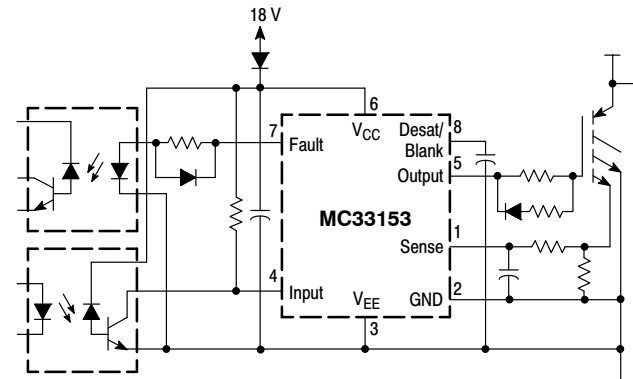 18 V
6
VCC
Desat/
Blank
8
7
Fault
5
Output
MC33153
1
Sense
4
Input
VEE
GND
2
3